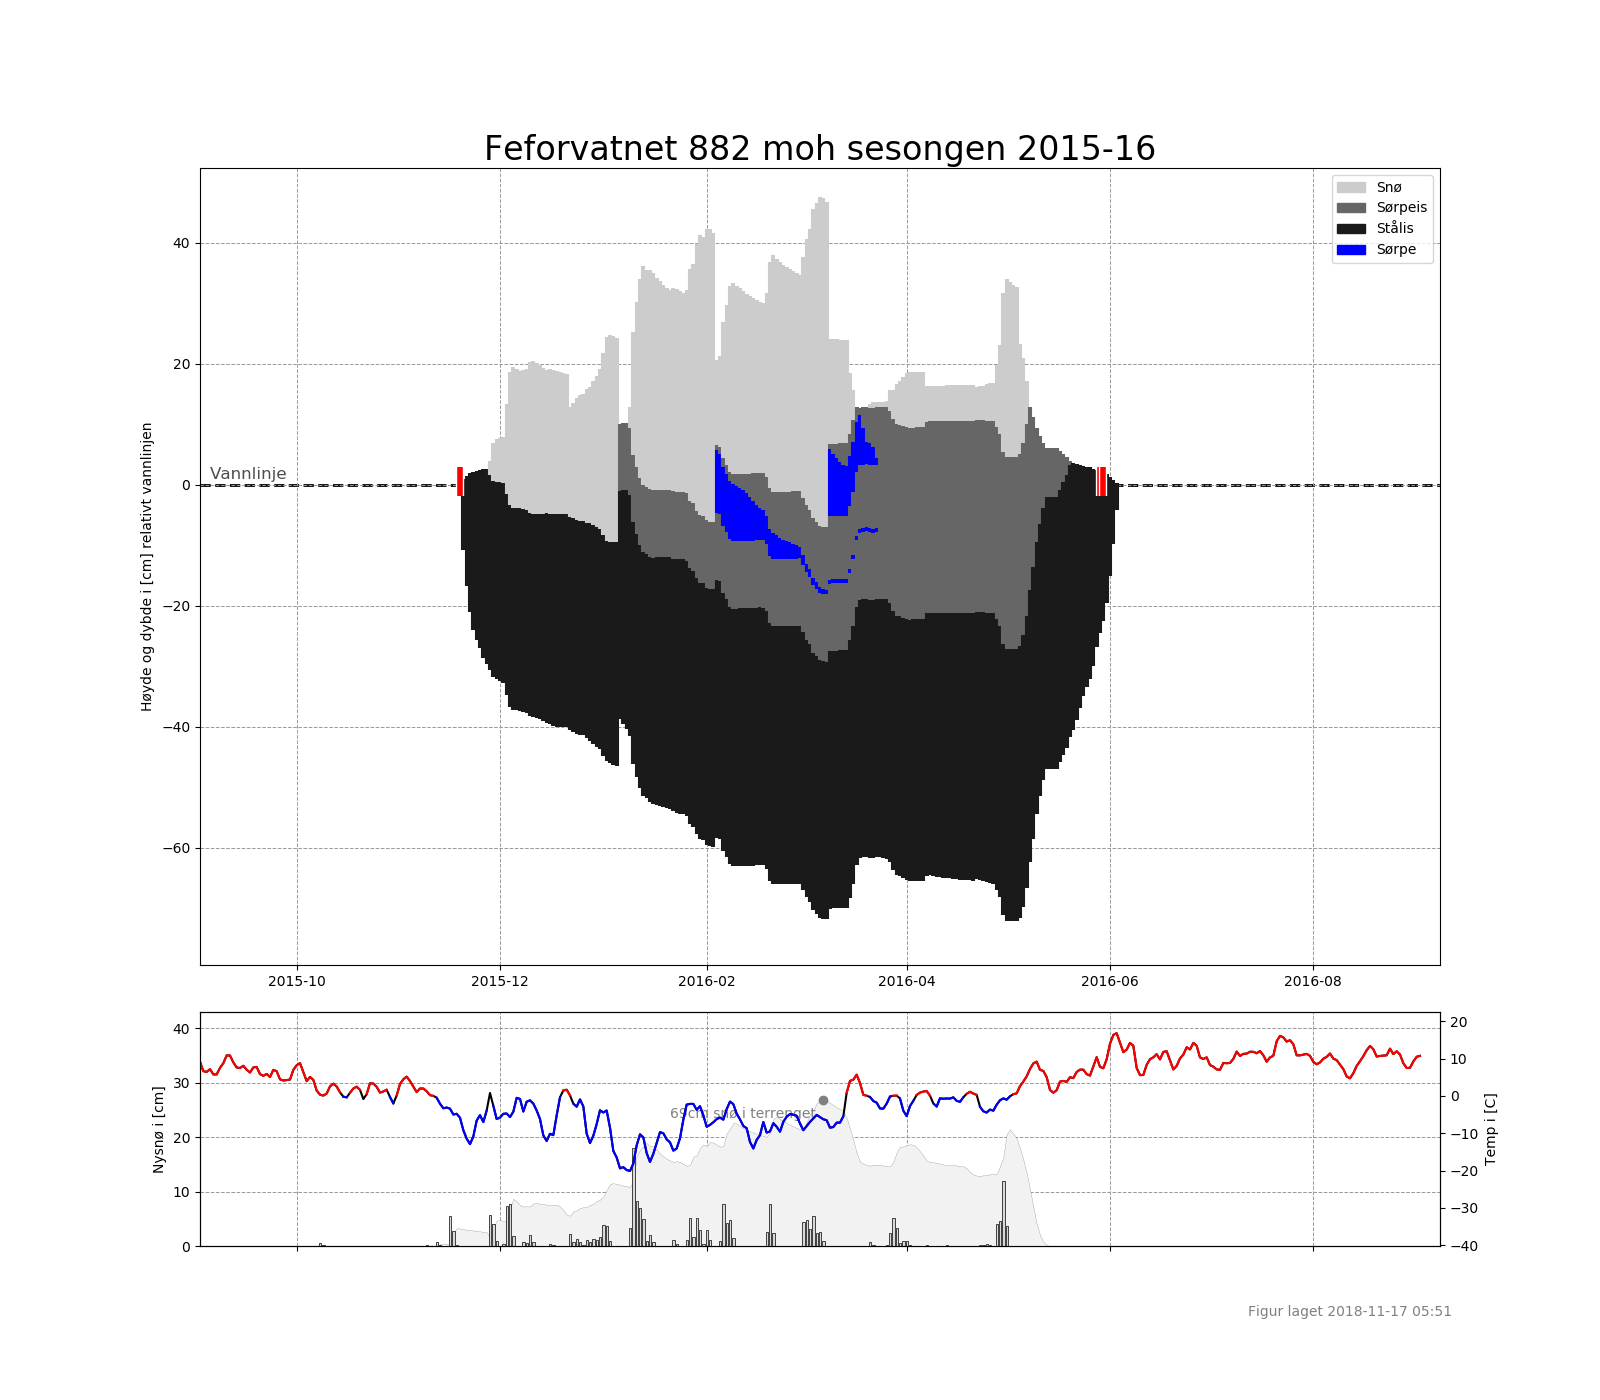 Feforvatnet 882 moh sesongen 2015-16
Snø
Sørpeis
Stålis
Sørpe
40
20
0
−20
−40
−60
Høyde og dybde i [cm] relativt vannlinjen
Vannlinje
2015-10 2015-12 2016-02 2016-04 2016-06 2016-08
40
30
20
10
0
Nysnø i [cm]
69cm snø i terrenget
20
10
0
−10
−20
−30
−40
Temp i [C]
Figur laget 2018-11-17 05:51